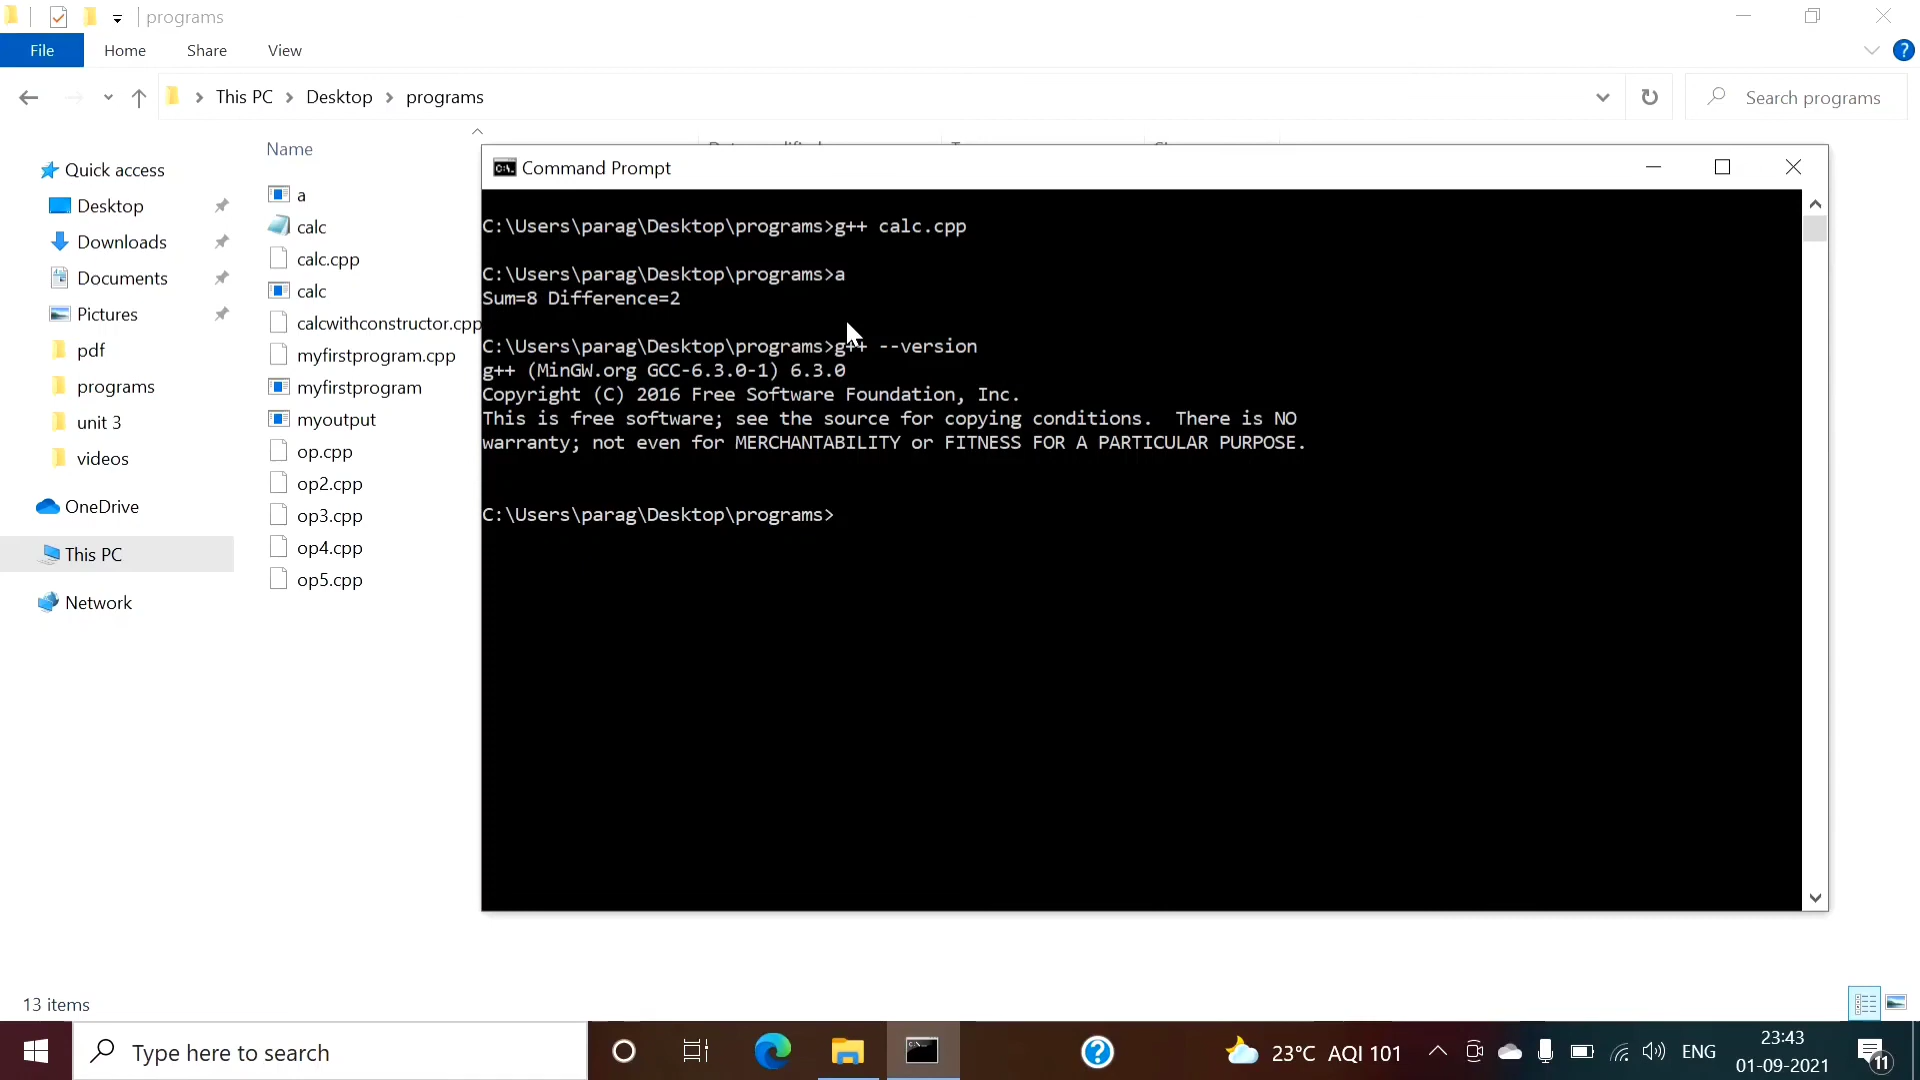 programs
File
Home
Share
View
This PC
Desktop
programs
Search programs
Name
Quick access
Desktop
Downloads
Documents
Pictures
pdf
programs
unit 3
videos
OneDrive
This PC
Network
a
calc
calc.cpp
calc
calcwithconstructor.cpp
myfirstprogram.cpp
myfirstprogram
myoutput
op.cpp
op2.cpp
op3.cpp
op4.cpp
op5.cpp
Command Prompt
C:\Users\parag\Desktop\programs>g++ calc.cpp
C:\Users\parag\Desktop\programs>a
Sum=8 Difference=2
C:\Users\parag\Desktop\programs>g++ --version
g++ (MinGW.org GCC-6.3.0-1) 6.3.0
Copyright (C) 2016 Free Software Foundation, Inc.
This is free software; see the source for copying conditions.  There is NO
warranty; not even for MERCHANTABILITY or FITNESS FOR A PARTICULAR PURPOSE.
C:\Users\parag\Desktop\programs>
13 items
Type here to search
23°C AQI 101
ENG
23:43
01-09-2021
11